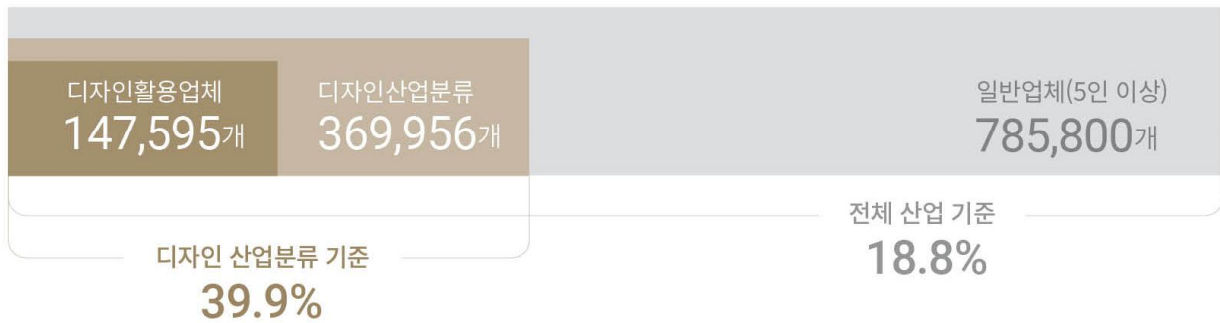 디자인활용업체
147,595개
디자인산업분류
369,956개
일반업체(5인 이상)
785,800개
전체 산업 기준
18.8%
디자인 산업분류 기준
39.9%